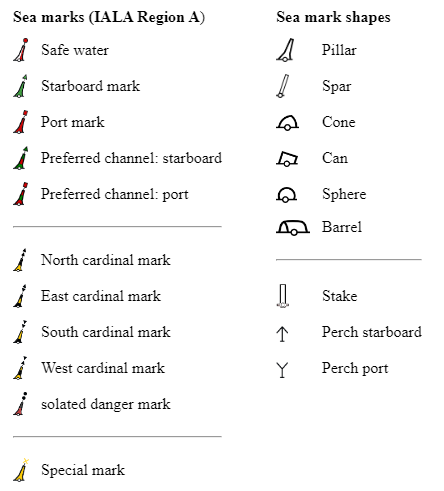 Sea marks (IALA Region A)
Safe water
Starboard mark
Port mark
Preferred channel: starboard
Preferred channel: port
North cardinal mark
East cardinal mark
South cardinal mark
West cardinal mark
solated danger mark
Special mark
Sea mark shapes
Pillar
Spar
Cone
Can
Sphere
Barrel
Stake
Perch starboard
Perch port